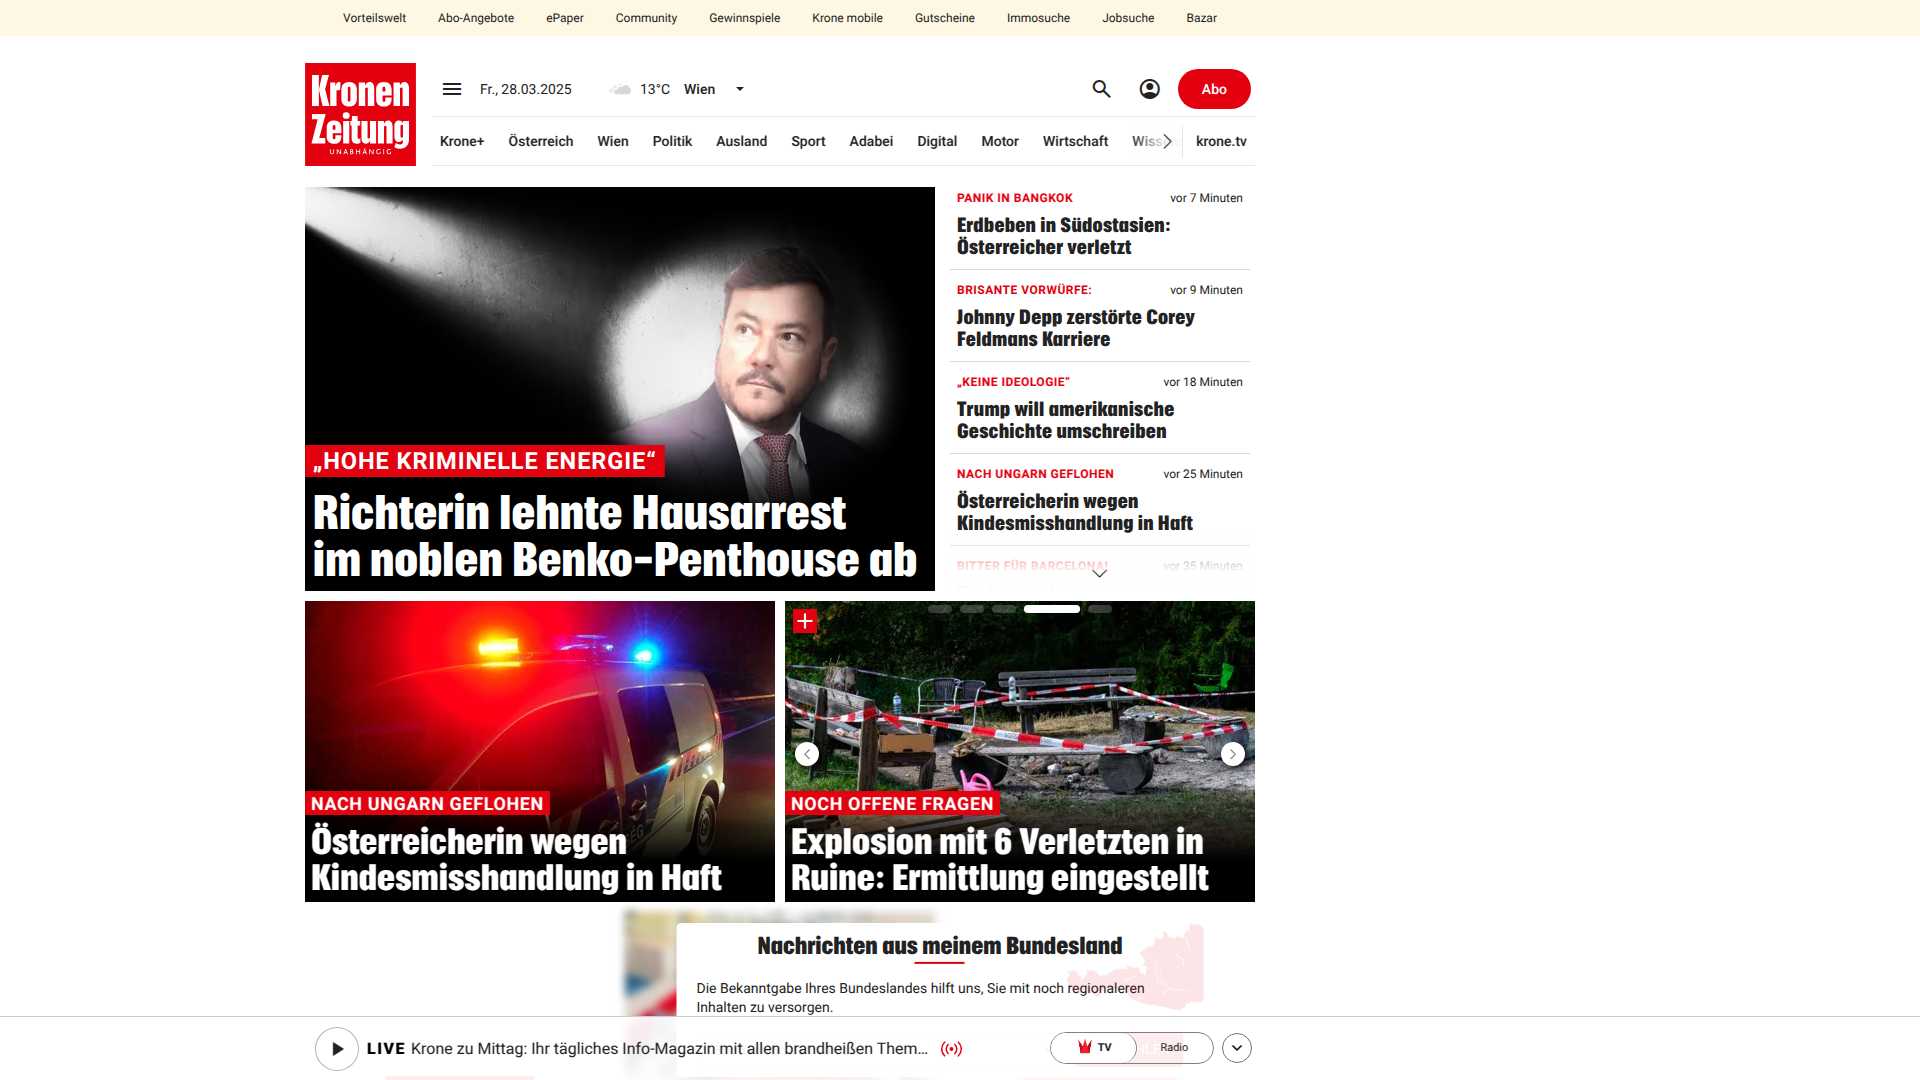 Vorteilswelt Abo-Angebote ePaper Community Gewinnspiele Krone mobile Gutscheine Immosuche Jobsuche Bazar
Kronen
Zeitung
UNABHÄNGIG
Fr., 28.03.2025 13°C Wien
Abo
Krone+ Österreich Wien Politik Ausland Sport Adabei Digital Motor Wirtschaft krone.tv
„HOHE KRIMINELLE ENERGIE“
Richterin lehnte Hausarrest
im noblen Benko-Penthouse ab
PANIK IN BANGKOK vor 7 Minuten
Erdbeben in Südostasien:
Österreicher verletzt
BRISANTE VORWÜRFE: vor 9 Minuten
Johnny Depp zerstörte Corey
Feldmans Karriere
„KEINE IDEOLOGIE“ vor 18 Minuten
Trump will amerikanische
Geschichte umschreiben
NACH UNGARN GEFLOHEN vor 25 Minuten
Österreicherin wegen
Kindesmisshandlung in Haft
BITTER FÜR BARCELONA! vor 35 Minuten
NACH UNGARN GEFLOHEN
Österreicherin wegen
Kindesmisshandlung in Haft
NOCH OFFENE FRAGEN
Explosion mit 6 Verletzten in
Ruine: Ermittlung eingestellt
Nachrichten aus meinem Bundesland
Die Bekanntgabe Ihres Bundeslandes hilft uns, Sie mit noch regionaleren
Inhalten zu versorgen.
LIVE Krone zu Mittag: Ihr tägliches Info-Magazin mit allen brandheißen Them...
TV Radio